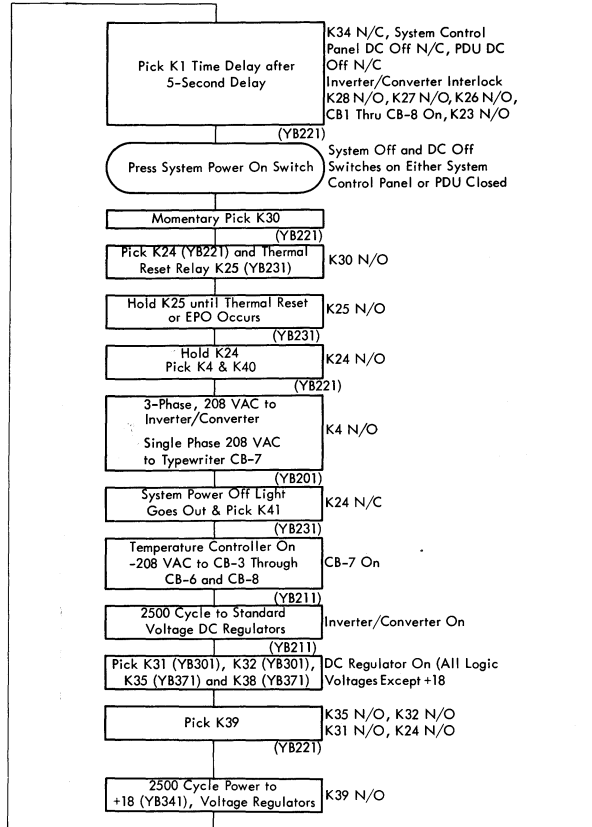 Pick K1 Time Delay after
5-Second Delay
K34 N/C, System Control
Panel DC Off N/C, PDU DC
Off N/C
Inverter/Converter Interlock
K28 N/O, K27 N/O, K26 N/O,
CB1 Thru CB-8 On, K23 N/O
(YB221)
Press System Power On Switch
System Off and DC Off
Switches on Either System
Control Panel or PDU Closed
Momentary Pick K30
(YB221)
Pick K24 (YB221) and Thermal
Reset Relay K25 (YB231)
K30 N/O
Hold K25 until Thermal Reset
or EPO Occurs
K25 N/O
(YB231)
Hold K24
Pick K4 & K40
K24 N/O
(YB221)
3-Phase, 208 VAC to
Inverter/Converter
Single Phase 208 VAC
to Typewriter CB-7
K4 N/O
(YB201)
System Power Off Light
Goes Out & Pick K41
K24 N/C
(YB231)
Temperature Controller On
-208 VAC to CB-3 Through
CB-6 and CB-8
CB-7 On
(YB211)
2500 Cycle to Standard
Voltage DC Regulators
Inverter/Converter On
(YB211)
Pick K31 (YB301), K32 (YB301),
K35 (YB371) and K38 (YB371)
DC Regulator On (All Logic
Voltages Except +18
Pick K39
K35 N/O, K32 N/O
K31 N/O, K24 N/O
(YB221)
2500 Cycle Power to
+18 (YB341), Voltage Regulators
K39 N/O